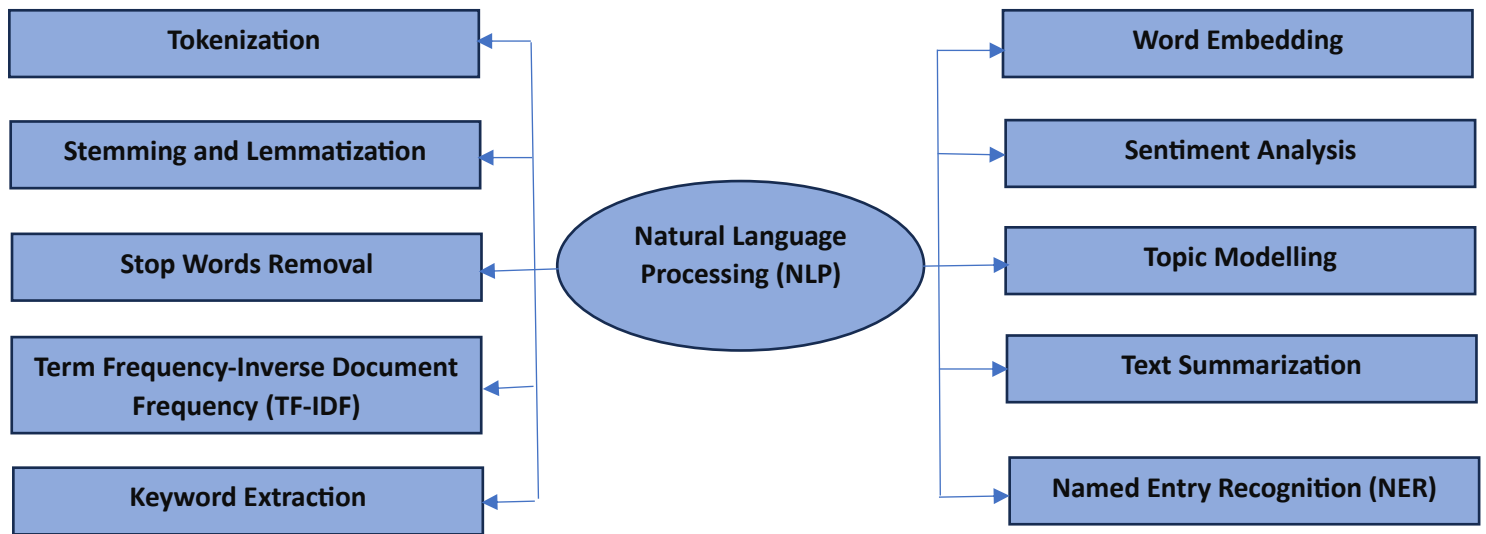 Tokenization
Stemming and Lemmatization
Stop Words Removal
Term Frequency-Inverse Document
Frequency (TF-IDF)
Keyword Extraction
Natural Language
Processing (NLP)
Word Embedding
Sentiment Analysis
Topic Modelling
Text Summarization
Named Entry Recognition (NER)